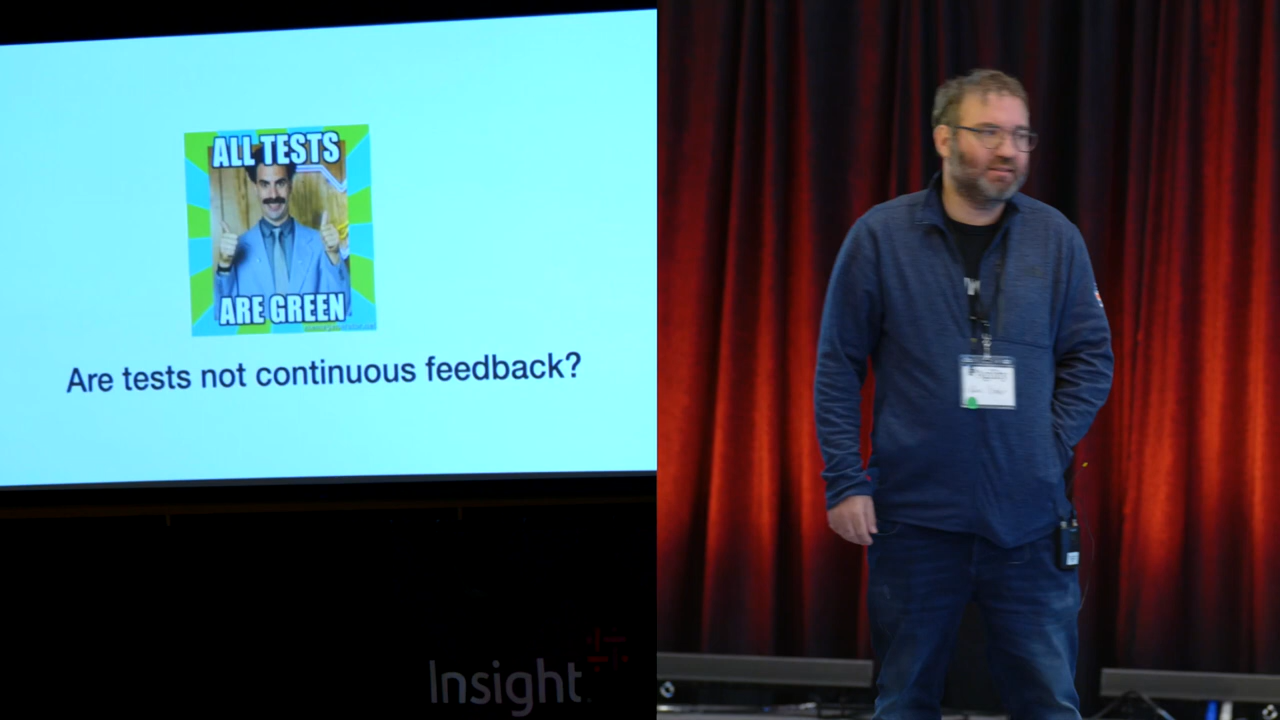 ALL TESTS
ARE GREEN
Are tests not continuous feedback?
Insight